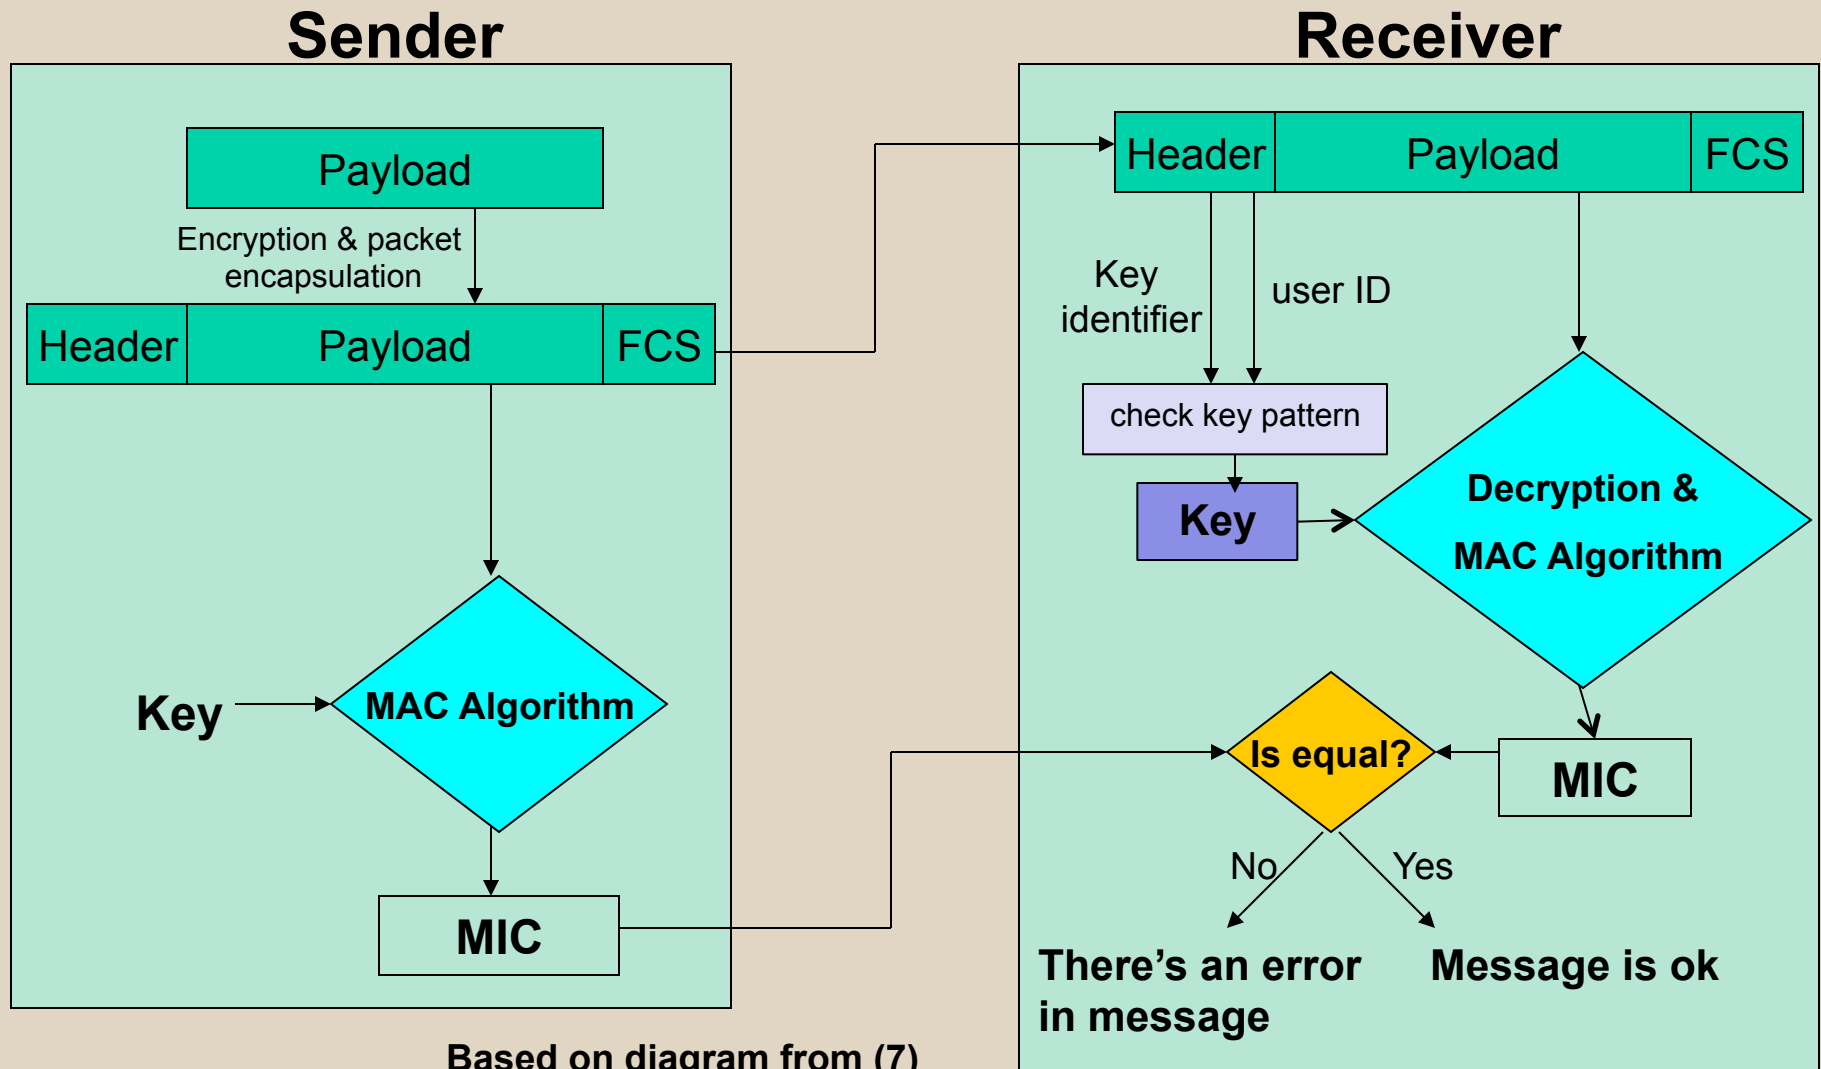 Sender
Payload
Encryption & packet
encapsulation
Header Payload FCS
Key
MAC Algorithm
MIC
Receiver
Header Payload FCS
Key
identifier
user ID
check key pattern
Key
Decryption &
MAC Algorithm
MIC
Is equal?
No
Yes
There’s an error
in message
Message is ok
Based on diagram from (7)